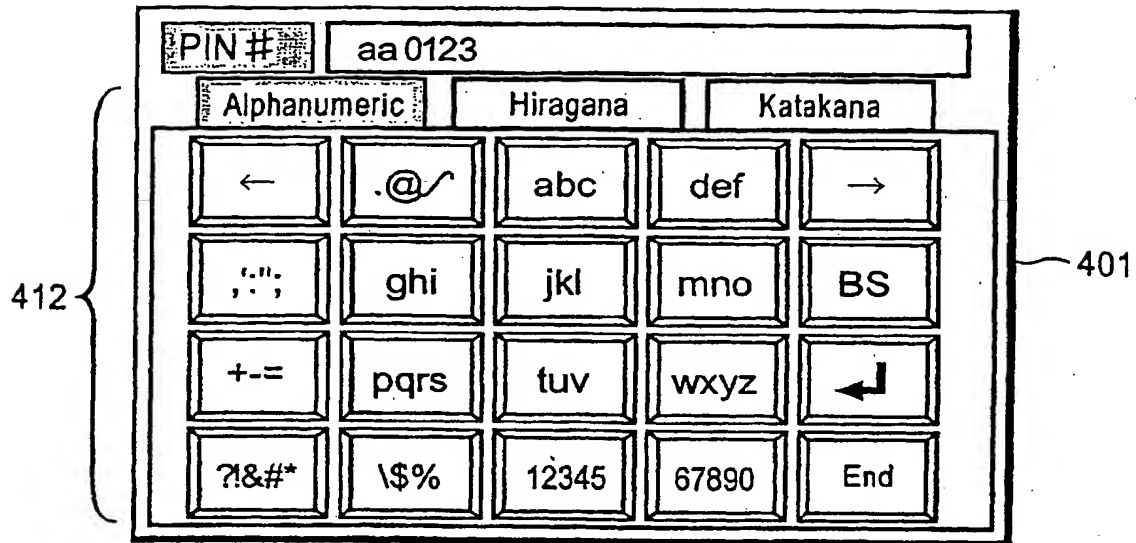 PIN # aa 0123
Alphanumeric Hiragana Katakana
← .@ abc def →
,':"; ghi jkl mno BS
401
412
+-= pqrs tuv wxyz ↵
?!&#* \$% 12345 67890 End